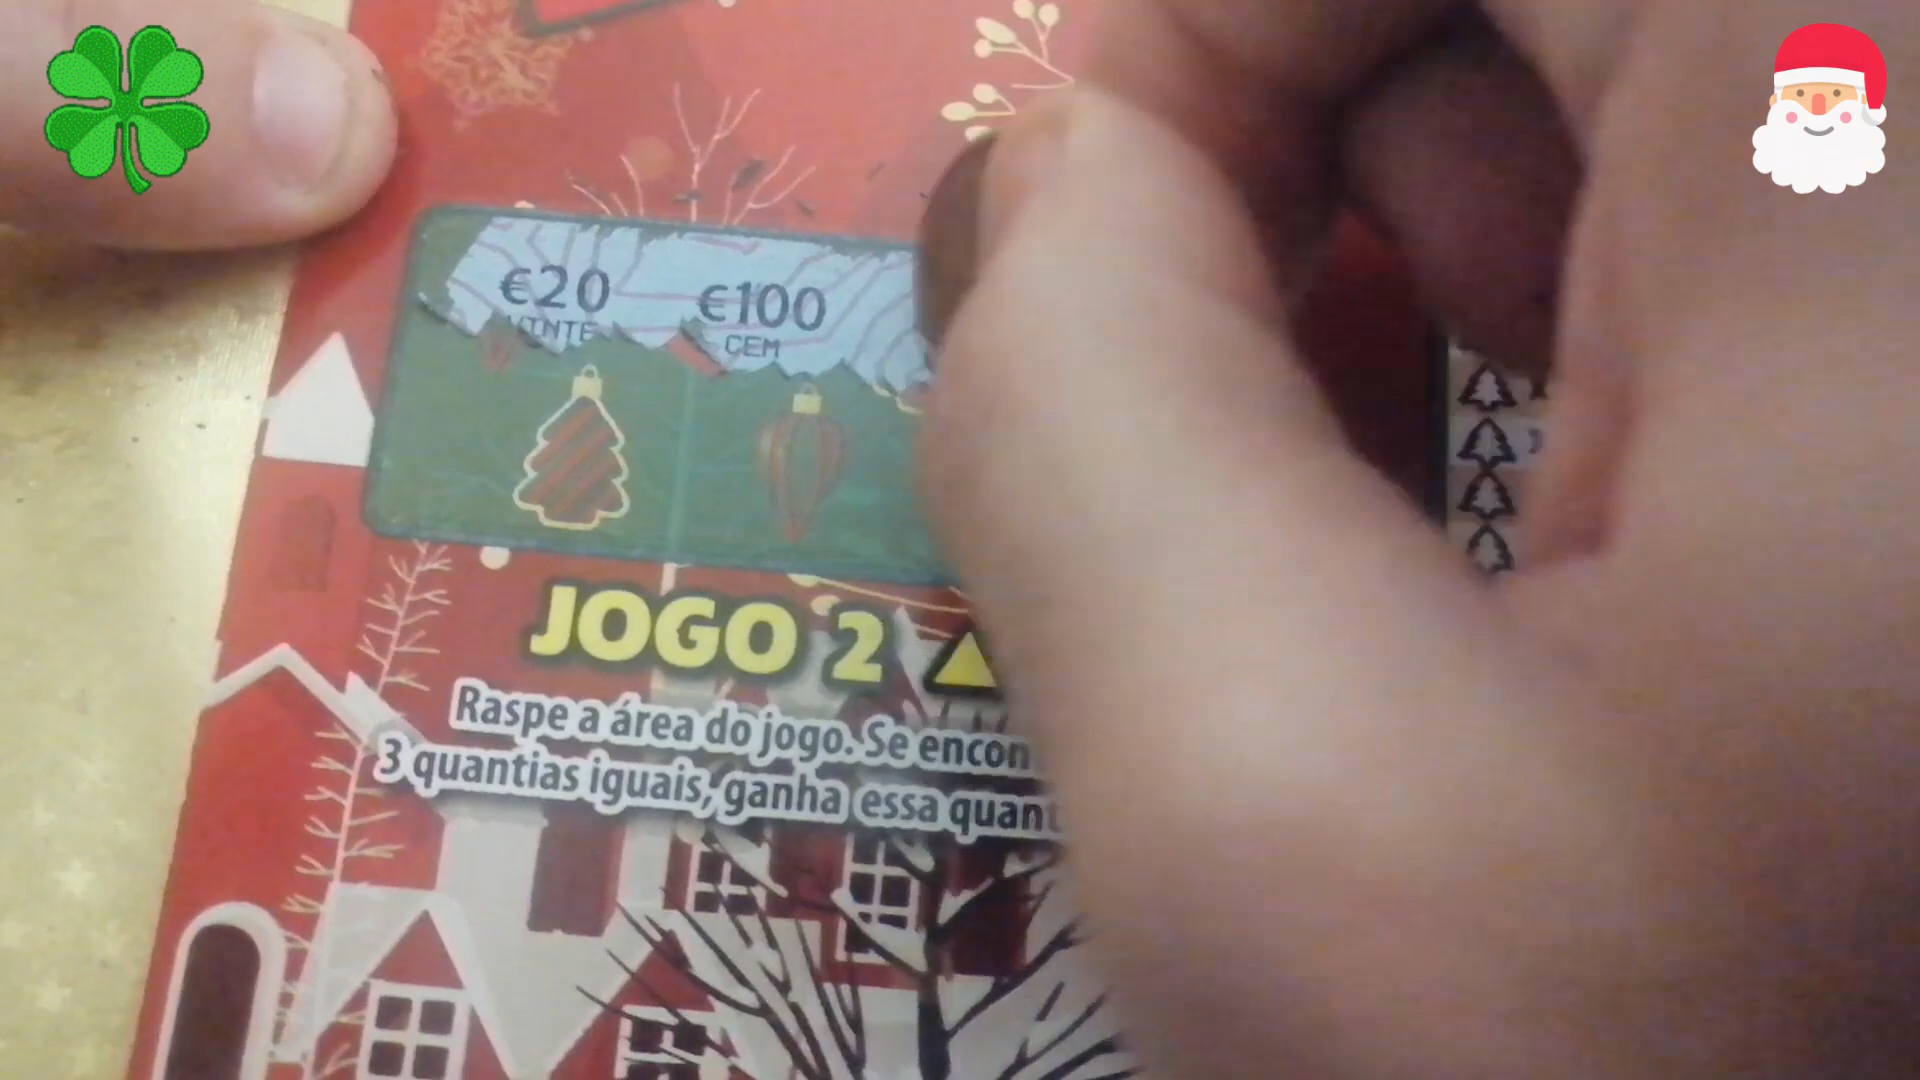 €20 €100
VINTE CEM
JOGO 2
Raspe a área do jogo. Se encon
3 quantias iguais, ganha essa quant